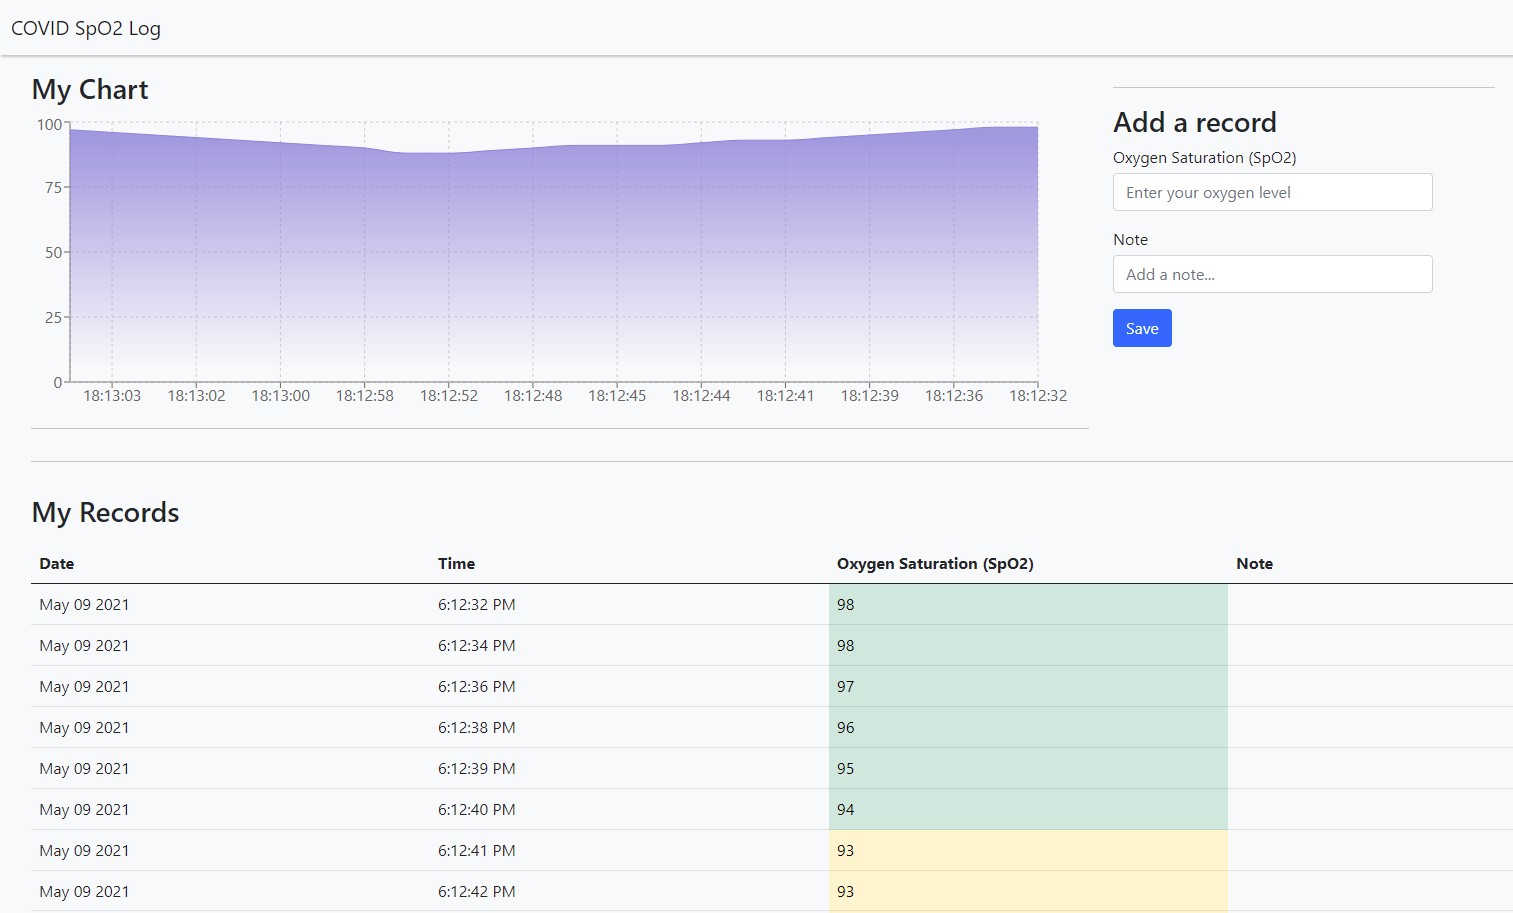 COVID SpO2 Log
My Chart
100
75
50
25
0
18:13:03 18:13:02 18:13:00 18:12:58 18:12:52 18:12:48 18:12:45 18:12:44 18:12:41 18:12:39 18:12:36 18:12:32
Add a record
Oxygen Saturation (SpO2)
Enter your oxygen level
Note
Add a note...
Save
My Records
Date Time Oxygen Saturation (SpO2) Note
May 09 2021 6:12:32 PM 98
May 09 2021 6:12:34 PM 98
May 09 2021 6:12:36 PM 97
May 09 2021 6:12:38 PM 96
May 09 2021 6:12:39 PM 95
May 09 2021 6:12:40 PM 94
May 09 2021 6:12:41 PM 93
May 09 2021 6:12:42 PM 93